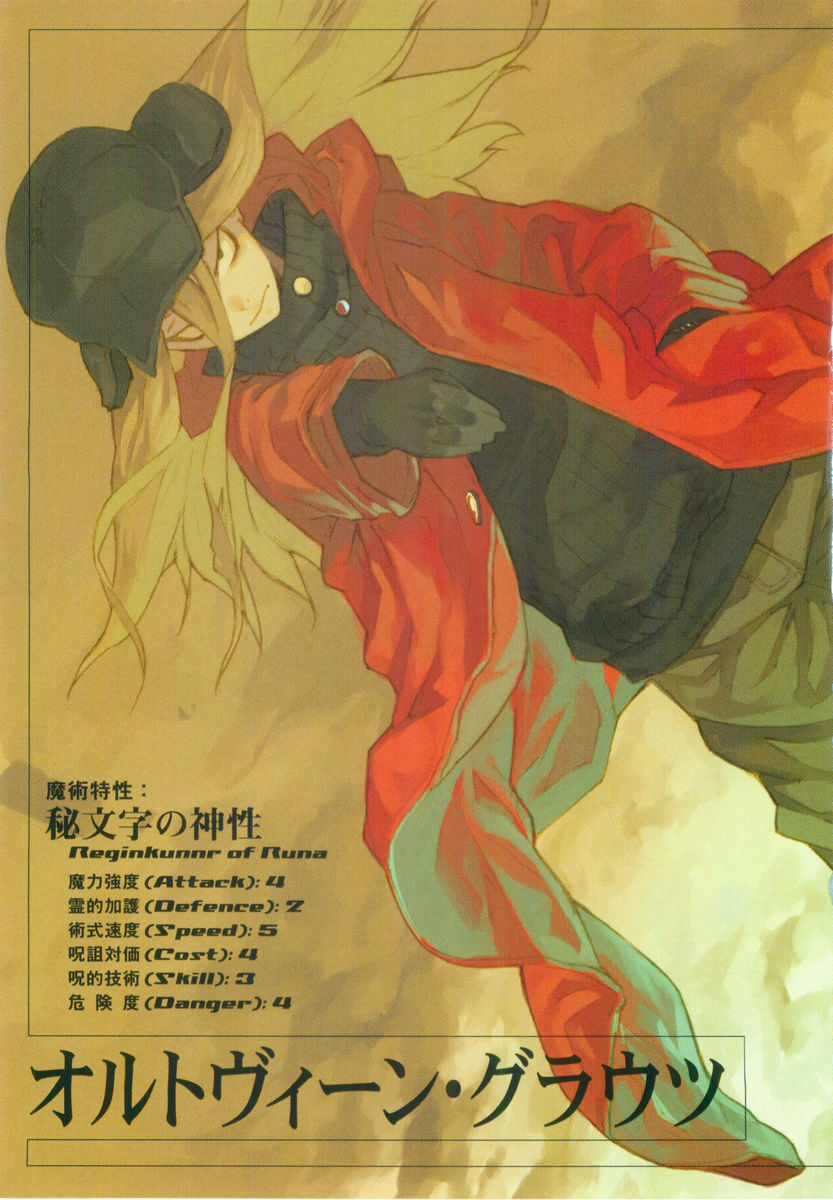 魔術特性：
秘文字の神性
Reginkunnr of Runa
魔力強度(Attack): 4
霊的加護(Defence): 2
術式速度(Speed): 5
呪詛対価(Cost): 4
呪的技術(Skill): 3
危険度(Danger): 4
オルトヴィーン・グラウツ